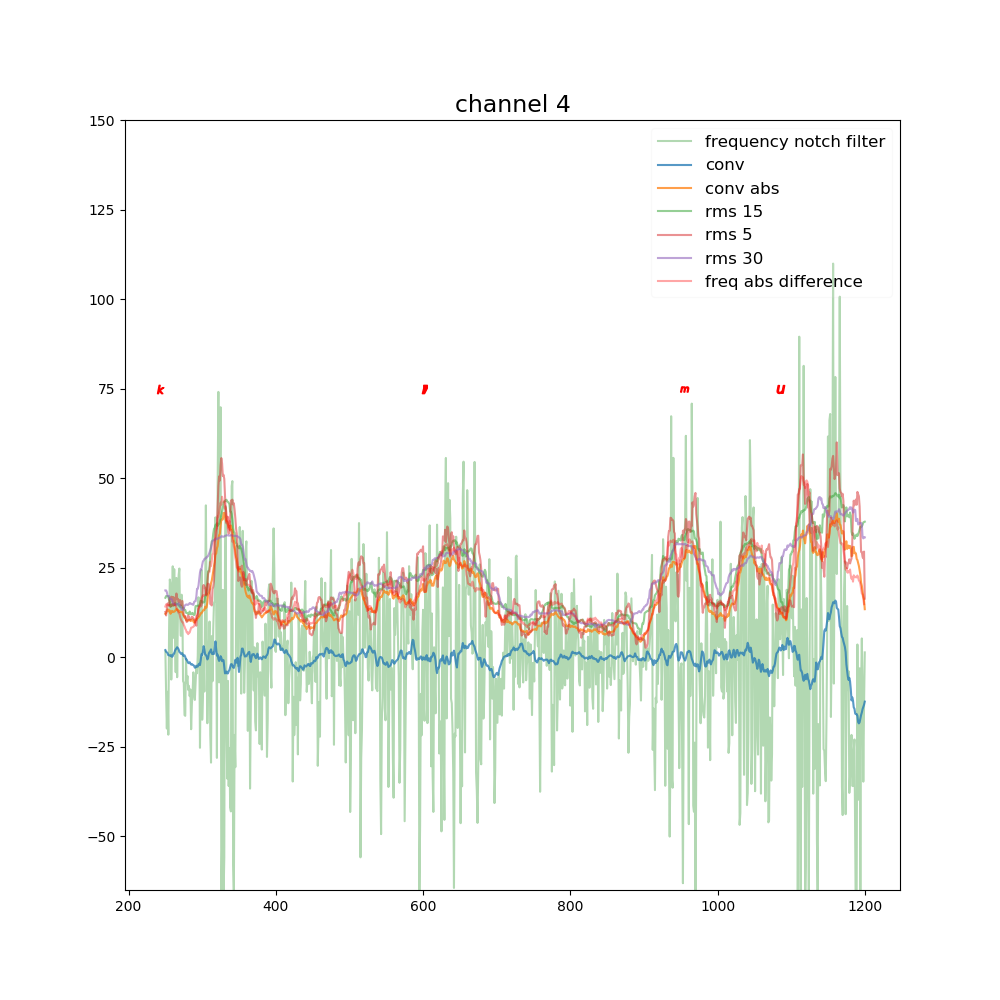 channel 4
150
125
100
75
50
25
0
−25
−50
200 400 600 800 1000 1200
frequency notch filter
conv
conv abs
rms 15
rms 5
rms 30
freq abs difference
k m u